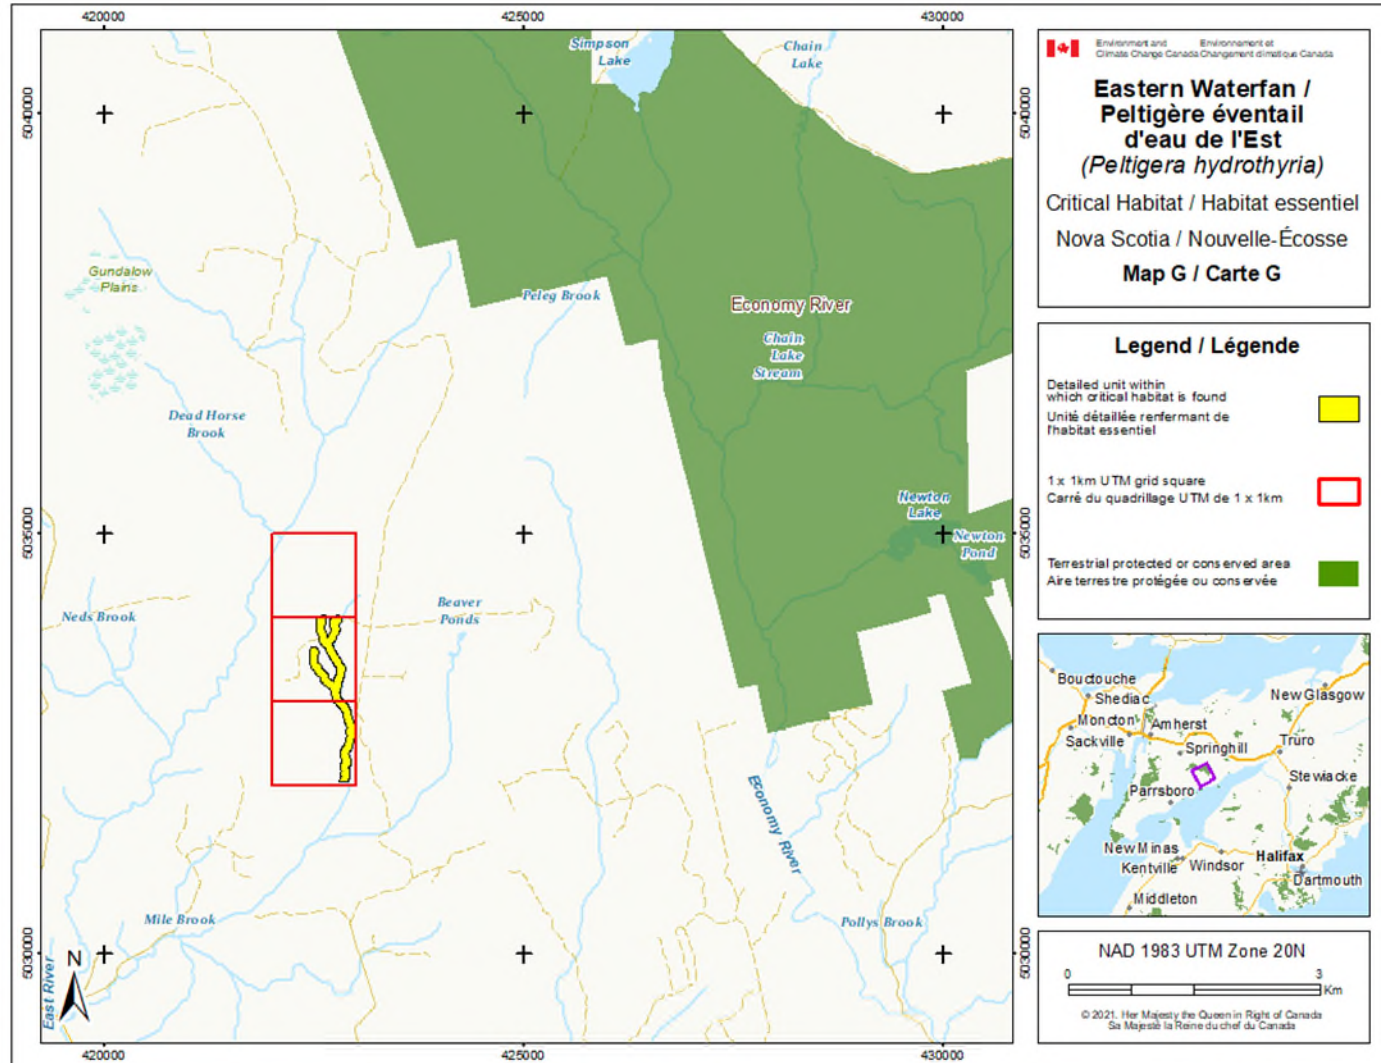 420000
425000
430000
5040000
5040000
Simpson
Lake
Chain
Lake
Gundalow
Plains
Peleg Brook
Economy River
Chain
Lake
Stream
Dead Horse
Brook
Newton
Lake
Newton
Pond
5035000
5035000
Neds Brook
Beaver
Ponds
Economy River
Mile Brook
Pollys Brook
5030000
5030000
N
East River
420000
425000
430000
Environment and
Climate Change Canada
Environnement et
Changement climatique Canada
Eastern Waterfan /
Peltigère éventail
d'eau de l'Est
(Peltigera hydrothyria)
Critical Habitat / Habitat essentiel
Nova Scotia / Nouvelle-Écosse
Map G / Carte G
Legend / Légende
Detailed unit within
which critical habitat is found
Unité détaillée renfermant de
l'habitat essentiel
1 x 1km UTM grid square
Carré du quadrillage UTM de 1 x 1km
Terrestrial protected or conserved area
Aire terrestre protégée ou conservée
Bouctouche
Shediac
New Glasgow
Moncton
Amherst
Sackville
Springhill
Truro
Stewiacke
Parrsboro
New Minas
Kentville
Windsor
Halifax
Dartmouth
Middleton
NAD 1983 UTM Zone 20N
0
3
Km
© 2021. Her Majesty the Queen in Right of Canada
Sa Majesté la Reine du chef du Canada